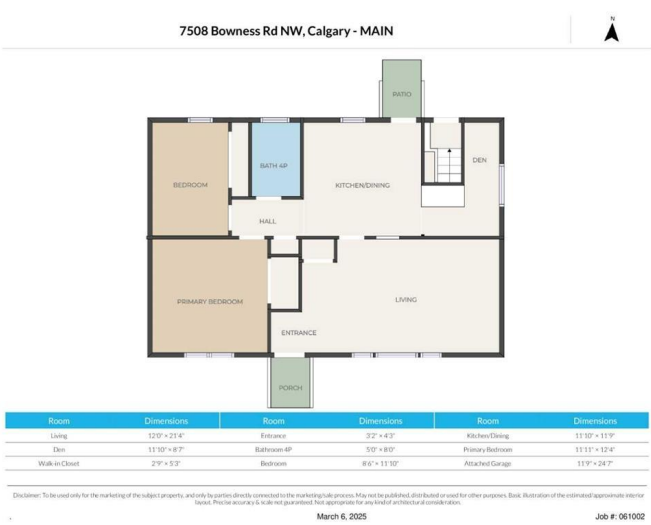 7508 Bowness Rd NW, Calgary - MAIN
N
PATIO
BATH 4P
DEN
BEDROOM
KITCHEN/DINING
HALL
PRIMARY BEDROOM
LIVING
ENTRANCE
PORCH
Room Dimensions Room Dimensions Room Dimensions
Living 12'0" × 21'4" Entrance 3'2" × 4'3" Kitchen/Dining 11'10" × 11'9"
Den 11'10" × 8'7" Bathroom 4P 5'0" × 8'0" Primary Bedroom 11'11" × 12'4"
Walk-in Closet 2'9" × 5'3" Bedroom 8'6" × 11'10" Attached Garage 11'9" × 24'7"
Disclaimer: To be used only for the marketing of the subject property, and only by parties directly connected to the marketing/sale process. May not be published, distributed or used for other purposes. Basic illustration of the estimated/approximate interior
layout. Precise accuracy & scale not guaranteed. Not appropriate for any kind of architectural consideration.
, March 6, 2025 Job #: 061002